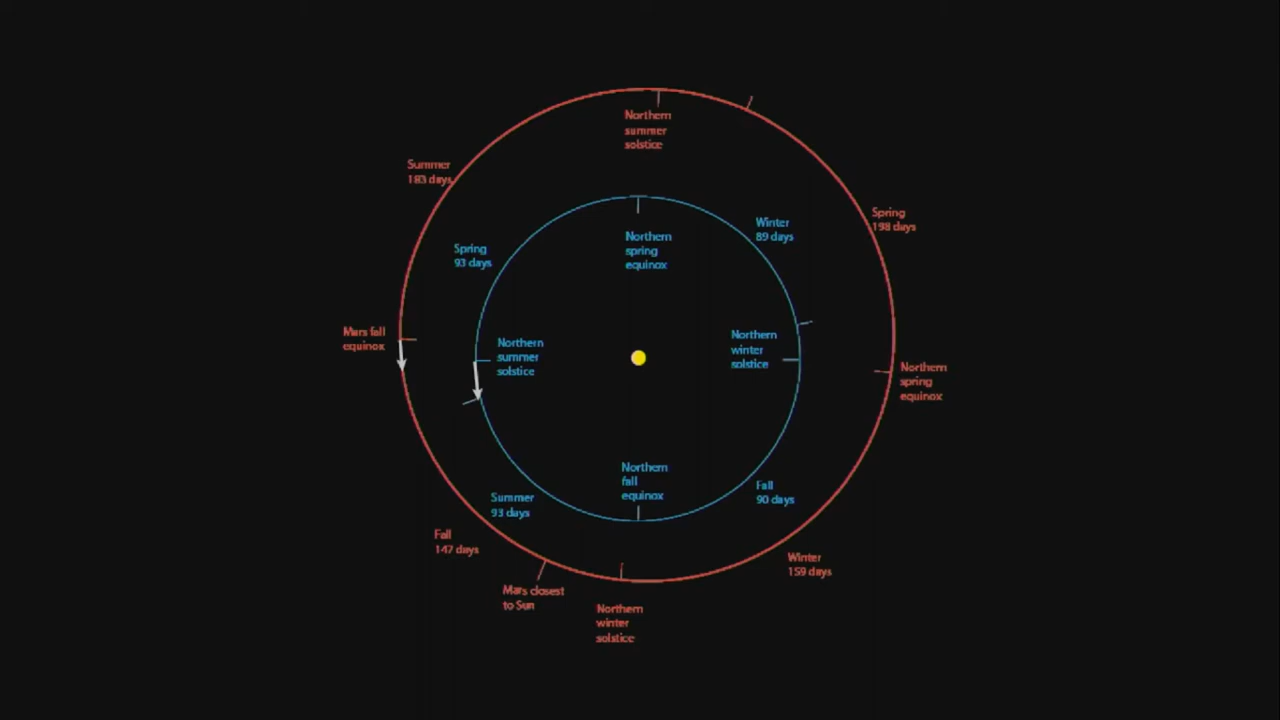 Northern
summer
solstice
Summer
183 days
Spring
198 days
Winter
89 days
Northern
spring
equinox
Spring
93 days
Mars fall
equinox
Northern
summer
solstice
Northern
winter
solstice
Northern
spring
equinox
Northern
fall
equinox
Fall
90 days
Summer
93 days
Fall
147 days
Winter
159 days
Mars closest
to Sun
Northern
winter
solstice